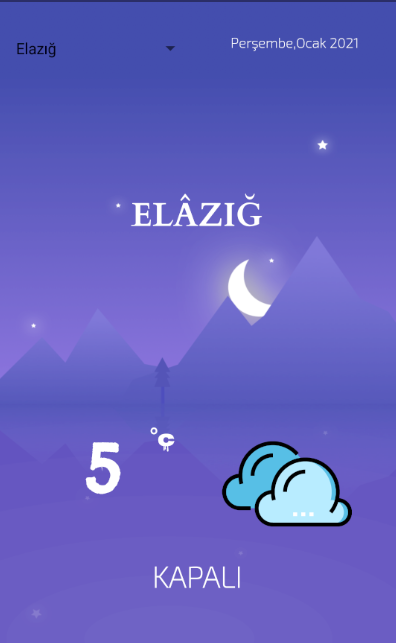 Elazığ
Perşembe,Ocak 2021
ELÂZIĞ
5 °C
KAPALI